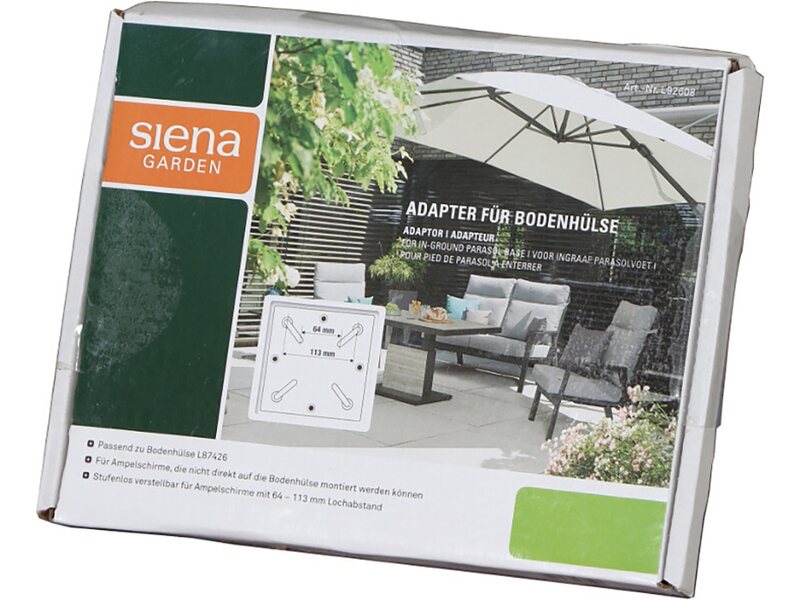 Art.-Nr. L92608
siena
GARDEN
ADAPTER FÜR BODENHÜLSE
ADAPTOR | ADAPTEUR
FOR IN-GROUND PARASOL BASE | VOOR INGRAAF PARASOLVOET |
POUR PIED DE PARASOL À ENTERRER
64 mm
113 mm
Passend zu Bodenhülse L87426
Für Ampelschirme, die nicht direkt auf die Bodenhülse montiert werden können
Stufenlos verstellbar für Ampelschirme mit 64 – 113 mm Lochabstand